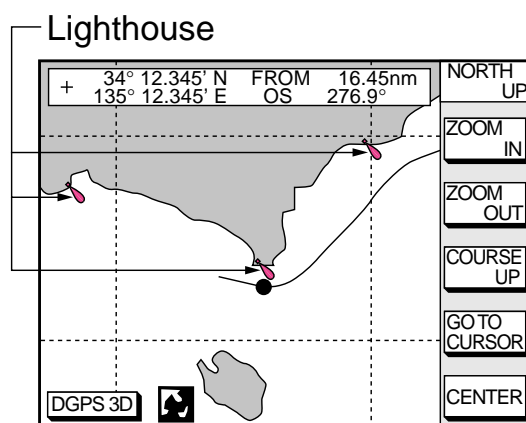 Lighthouse
+ 34° 12.345’ N FROM 16.45nm
135° 12.345’ E OS 276.9°
NORTH
UP
ZOOM
IN
ZOOM
OUT
COURSE
UP
GO TO
CURSOR
CENTER
DGPS 3D